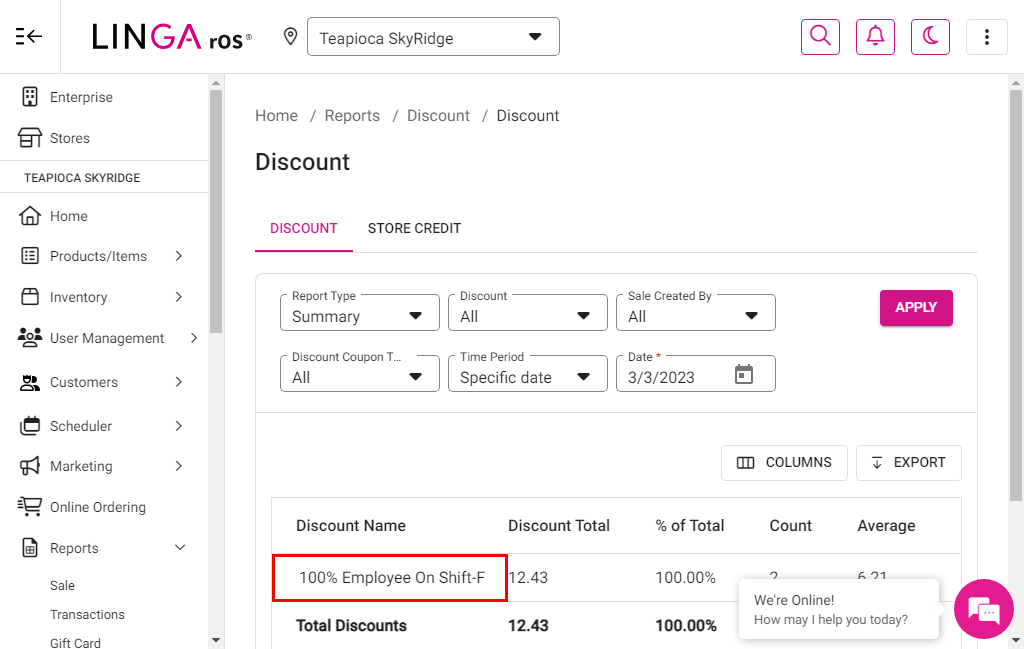 LINGA ros®
Teapioca SkyRidge
Enterprise
Stores
TEAPIOCA SKYRIDGE
Home
Products/Items
Inventory
User Management
Customers
Scheduler
Marketing
Online Ordering
Reports
Sale
Transactions
Gift Card
Home / Reports / Discount / Discount
Discount
DISCOUNT STORE CREDIT
Report Type Discount Sale Created By
Summary All All APPLY
Discount Coupon T... Time Period Date *
All Specific date 3/3/2023
COLUMNS EXPORT
Discount Name Discount Total % of Total Count Average
100% Employee On Shift-F 12.43 100.00% 2 6.21
Total Discounts 12.43 100.00%
We're Online!
How may I help you today?